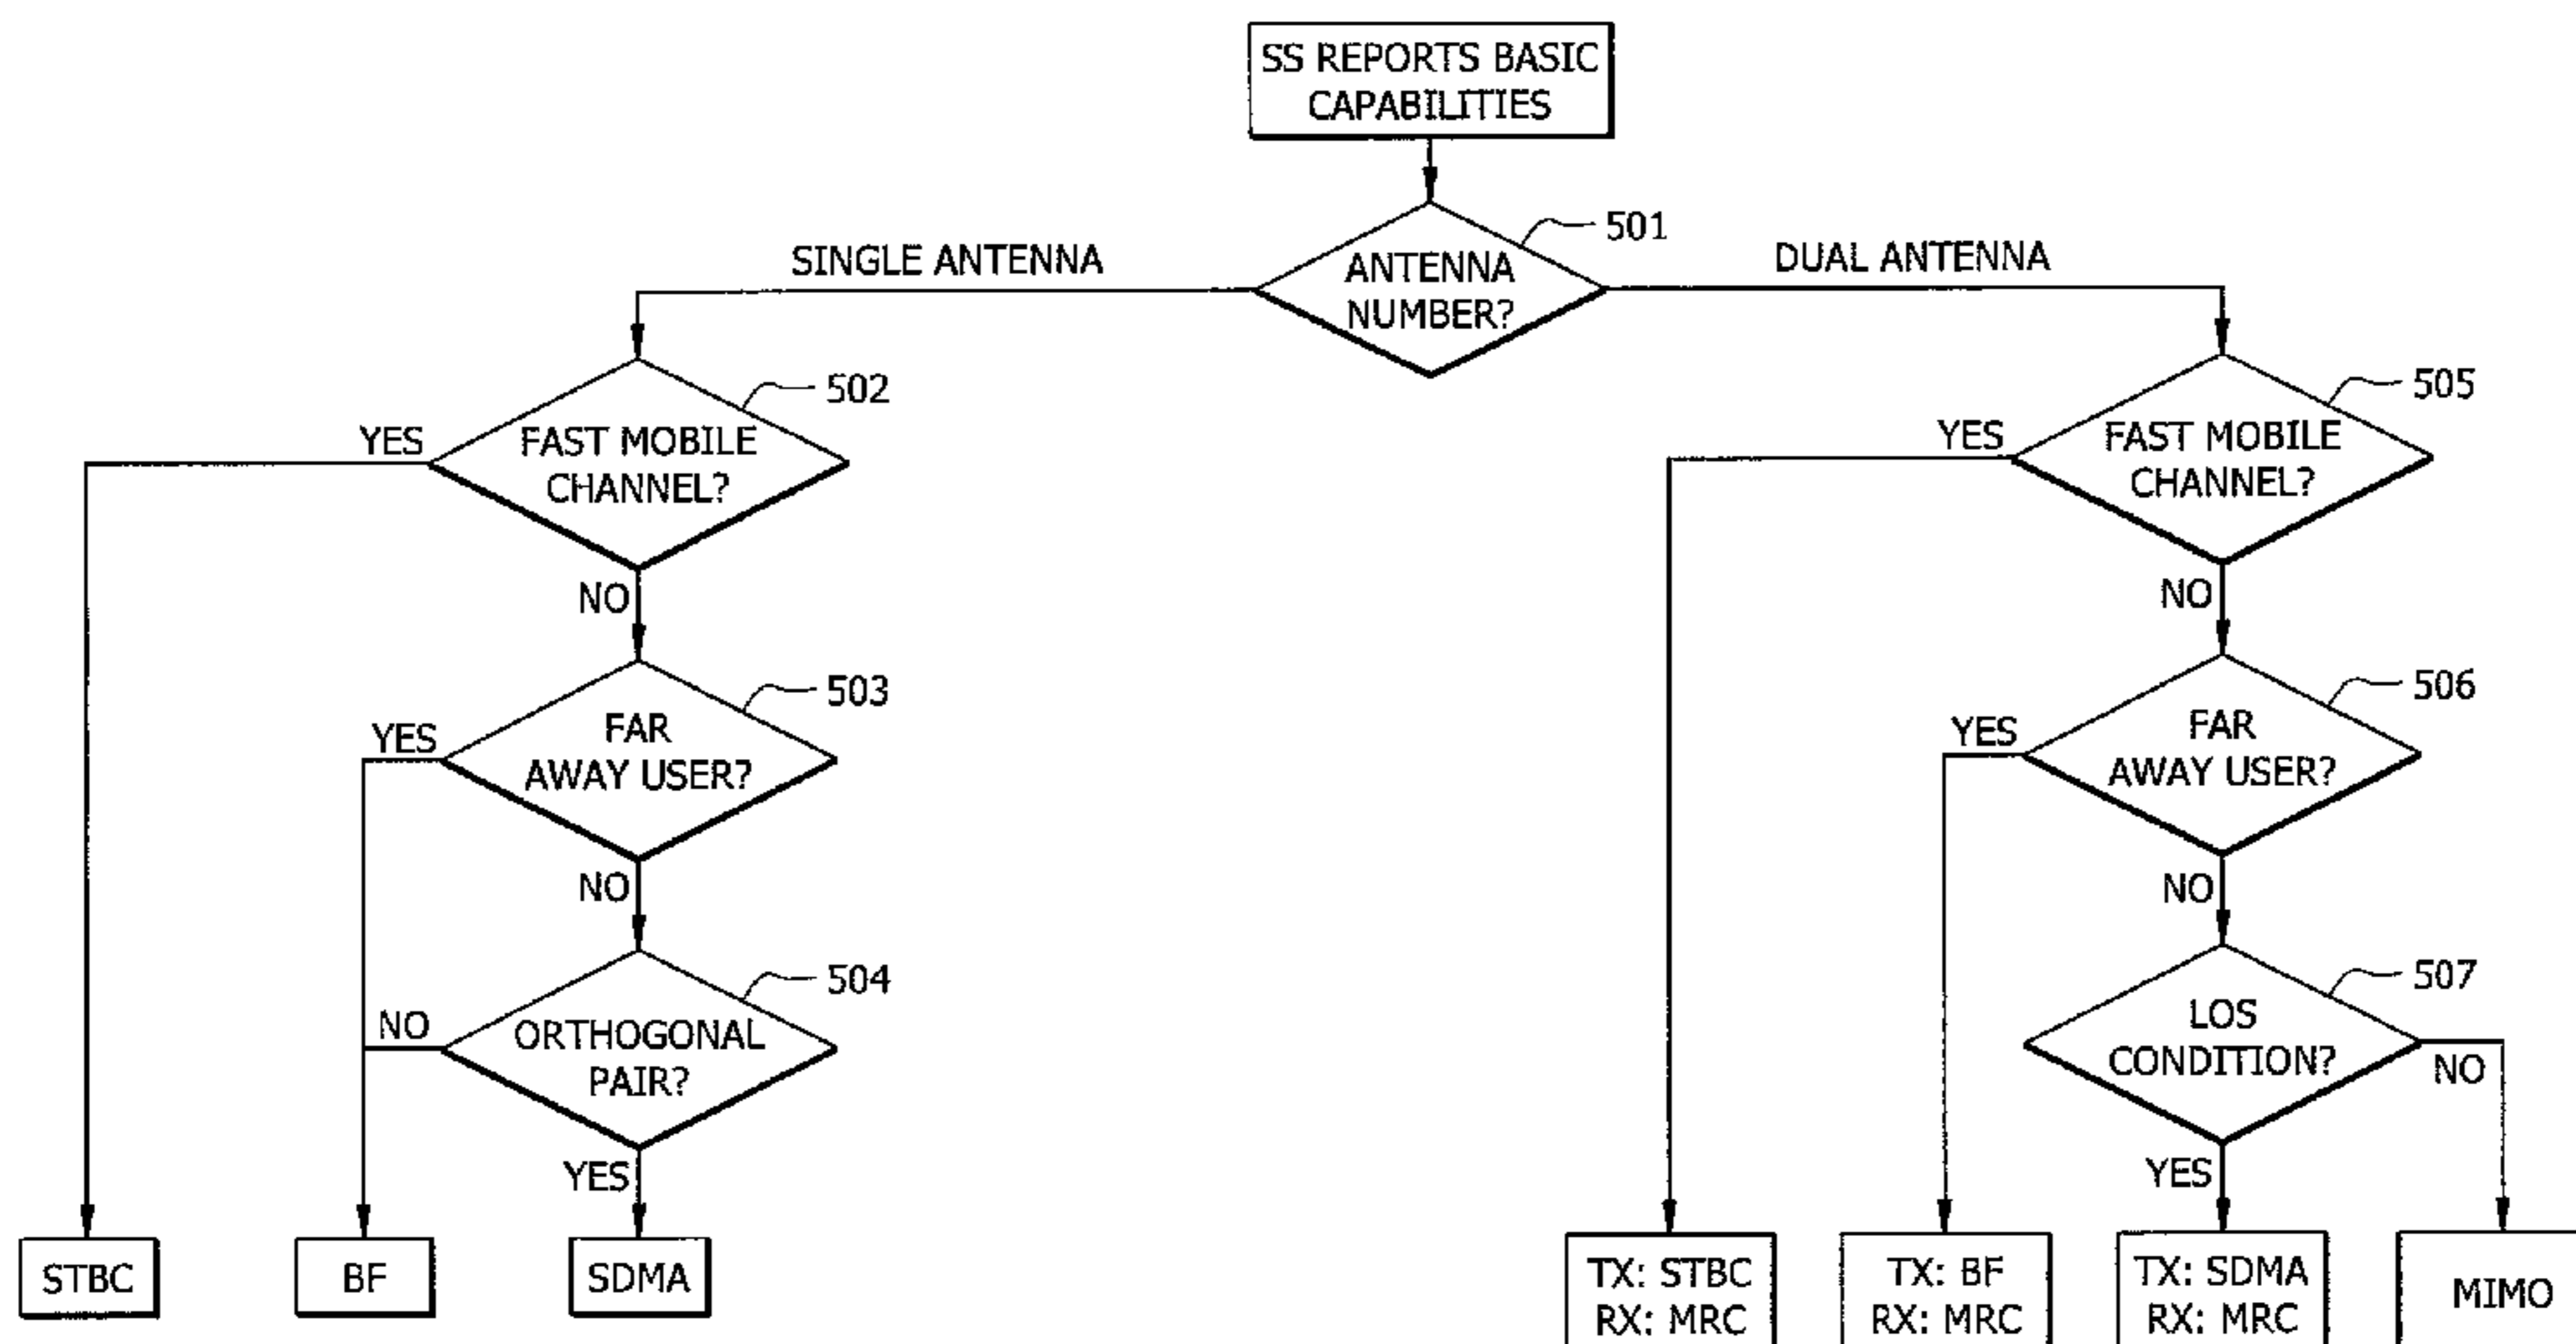 SS REPORTS BASIC
CAPABILITIES
501
SINGLE ANTENNA
ANTENNA
NUMBER?
DUAL ANTENNA
502
YES
FAST MOBILE
CHANNEL?
NO
505
YES
FAST MOBILE
CHANNEL?
NO
503
YES
FAR
AWAY USER?
NO
506
YES
FAR
AWAY USER?
NO
504
NO
ORTHOGONAL
PAIR?
YES
507
LOS
CONDITION?
NO
YES
STBC
BF
SDMA
TX: STBC
RX: MRC
TX: BF
RX: MRC
TX: SDMA
RX: MRC
MIMO